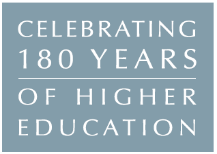 CELEBRATING
180 YEARS
OF HIGHER
EDUCATION